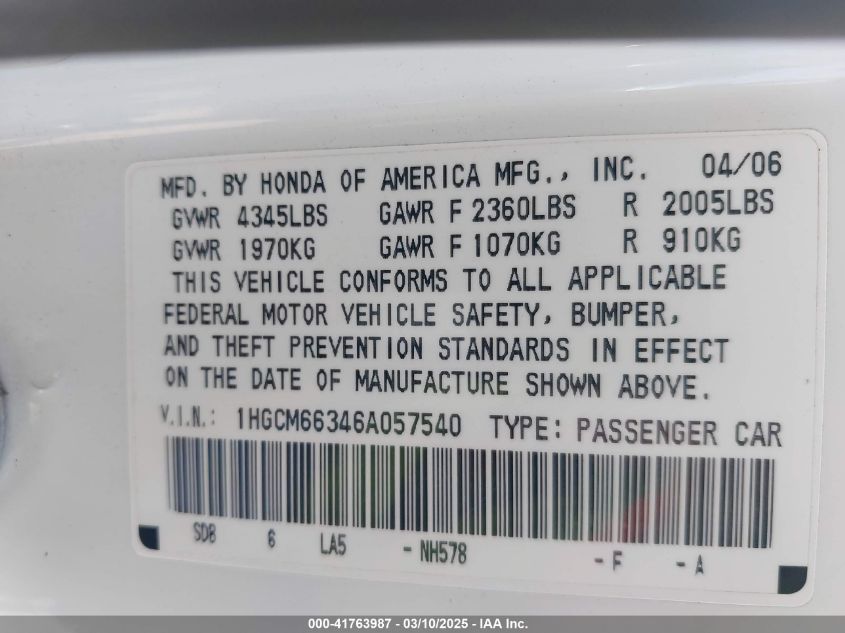 MFD. BY HONDA OF AMERICA MFG., INC. 04/06
GVWR 4345LBS GAWR F 2360LBS R 2005LBS
GVWR 1970KG GAWR F 1070KG R 910KG
THIS VEHICLE CONFORMS TO ALL APPLICABLE
FEDERAL MOTOR VEHICLE SAFETY, BUMPER,
AND THEFT PREVENTION STANDARDS IN EFFECT
ON THE DATE OF MANUFACTURE SHOWN ABOVE.
V.I.N.: 1HGCM66346A057540 TYPE: PASSENGER CAR
SDB 6 LA5 - NH578 - F - A
000-41763987 - 03/10/2025 - IAA Inc.